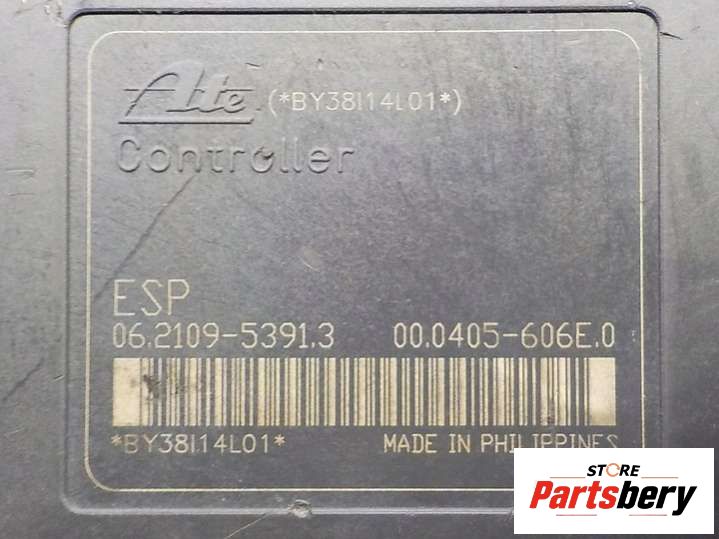 Ate (*BY38I14L01*)
Controller
ESP
06.2109-5391.3 00.0405-606E.0
*BY38I14L01* MADE IN PHILIPPINES
STORE
Partsbery